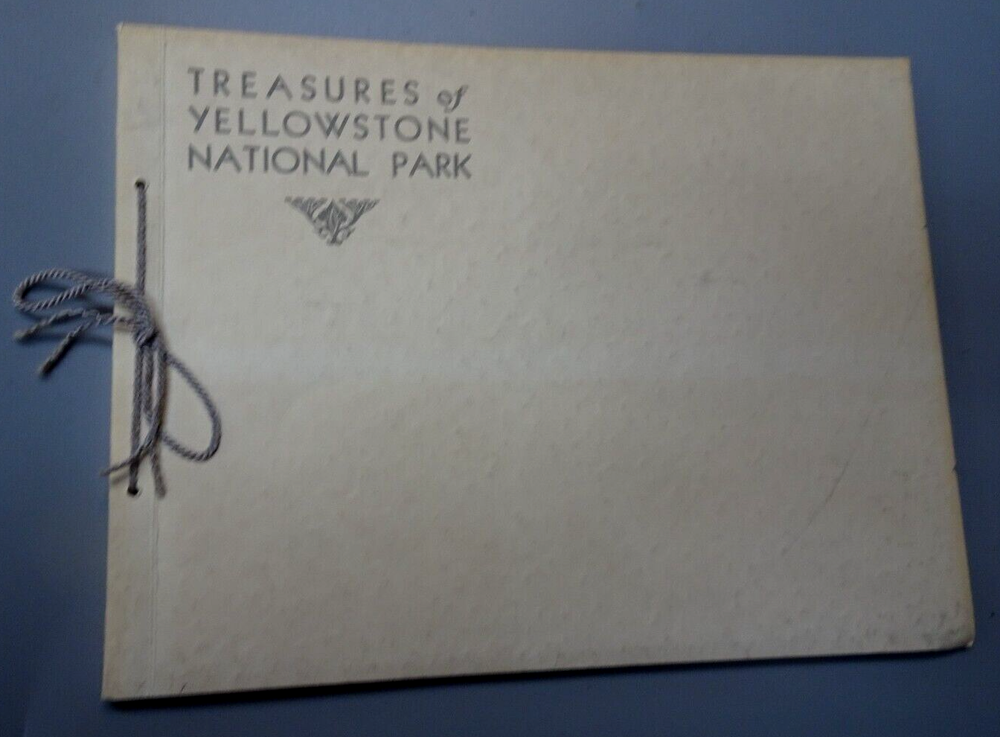 TREASURES of
YELLOWSTONE
NATIONAL PARK